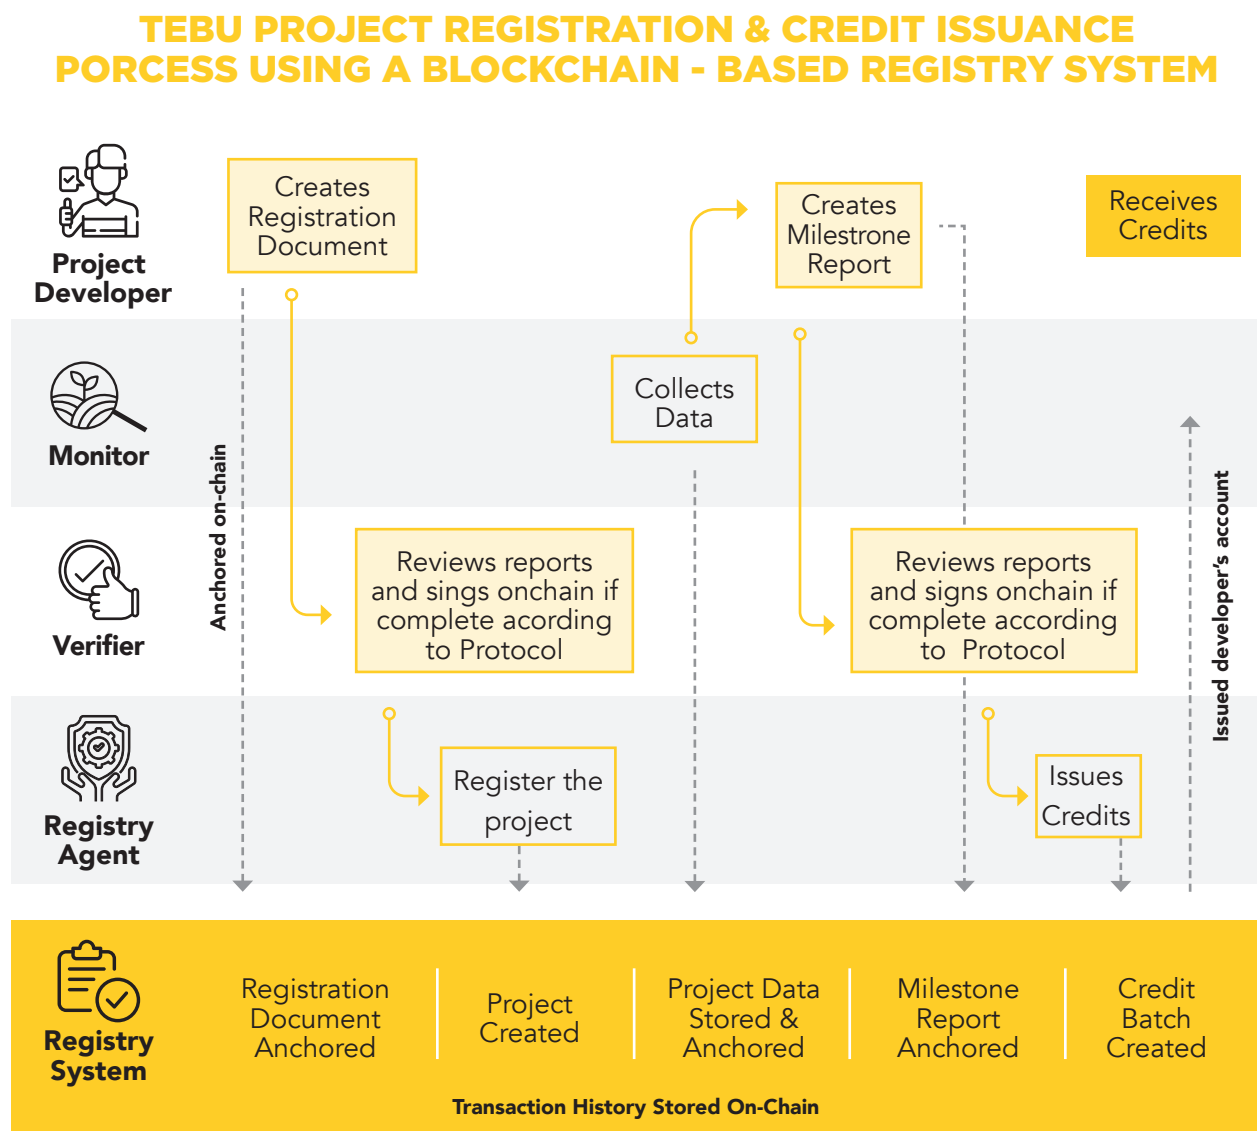 TEBU PROJECT REGISTRATION & CREDIT ISSUANCE
PORCESS USING A BLOCKCHAIN - BASED REGISTRY SYSTEM
Project
Developer
Creates
Registration
Document
Creates
Milestrone
Report
Receives
Credits
Monitor
Collects
Data
Anchored on-chain
Issued developer's account
Verifier
Reviews reports
and sings onchain if
complete acording
to Protocol
Reviews reports
and signs onchain if
complete according
to Protocol
Registry
Agent
Register the
project
Issues
Credits
Registry
System
Registration
Document
Anchored
Project
Created
Project Data
Stored &
Anchored
Milestone
Report
Anchored
Credit
Batch
Created
Transaction History Stored On-Chain